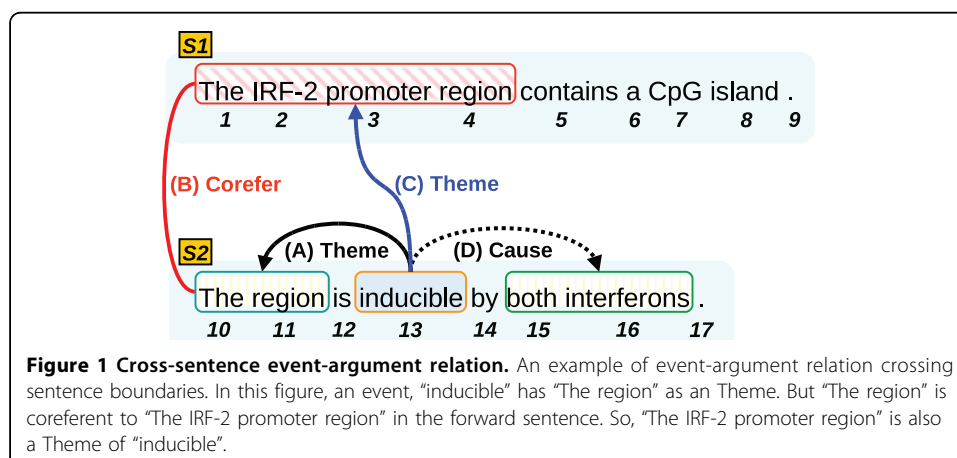 S1
The IRF-2 promoter region contains a CpG island .
1 2 3 4 5 6 7 8 9
(B) Corefer
(C) Theme
(A) Theme
(D) Cause
S2
The region is inducible by both interferons .
10 11 12 13 14 15 16 17
Figure 1 Cross-sentence event-argument relation. An example of event-argument relation crossing
sentence boundaries. In this figure, an event, “inducible” has “The region” as an Theme. But “The region” is
coreferent to “The IRF-2 promoter region” in the forward sentence. So, “The IRF-2 promoter region” is also
a Theme of “inducible”.